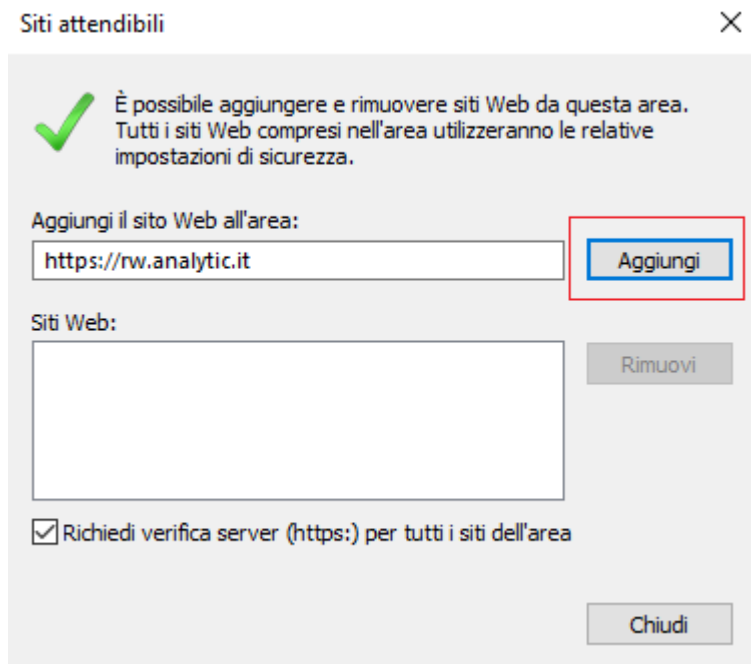 Siti attendibili
È possibile aggiungere e rimuovere siti Web da questa area.
Tutti i siti Web compresi nell'area utilizzeranno le relative
impostazioni di sicurezza.
Aggiungi il sito Web all'area:
https://rw.analytic.it
Aggiungi
Siti Web:
Rimuovi
Richiedi verifica server (https:) per tutti i siti dell'area
Chiudi